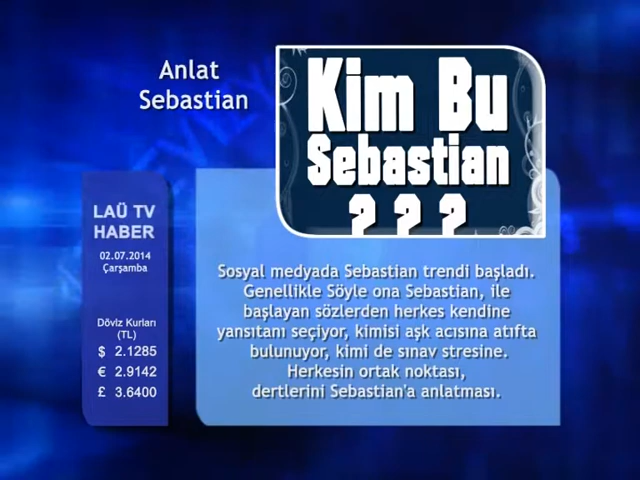 Anlat
Sebastian
Kim Bu
Sebastian
? ? ?
LAÜ TV
HABER
02.07.2014
Çarşamba
Döviz Kurları
(TL)
$ 2.1285
€ 2.9142
£ 3.6400
Sosyal medyada Sebastian trendi başladı.
Genellikle Söyle ona Sebastian, ile
başlayan sözlerden herkes kendine
yansıtanı seçiyor, kimisi aşk acısına atıfta
bulunuyor, kimi de sınav stresine.
Herkesin ortak noktası,
dertlerini Sebastian'a anlatması.